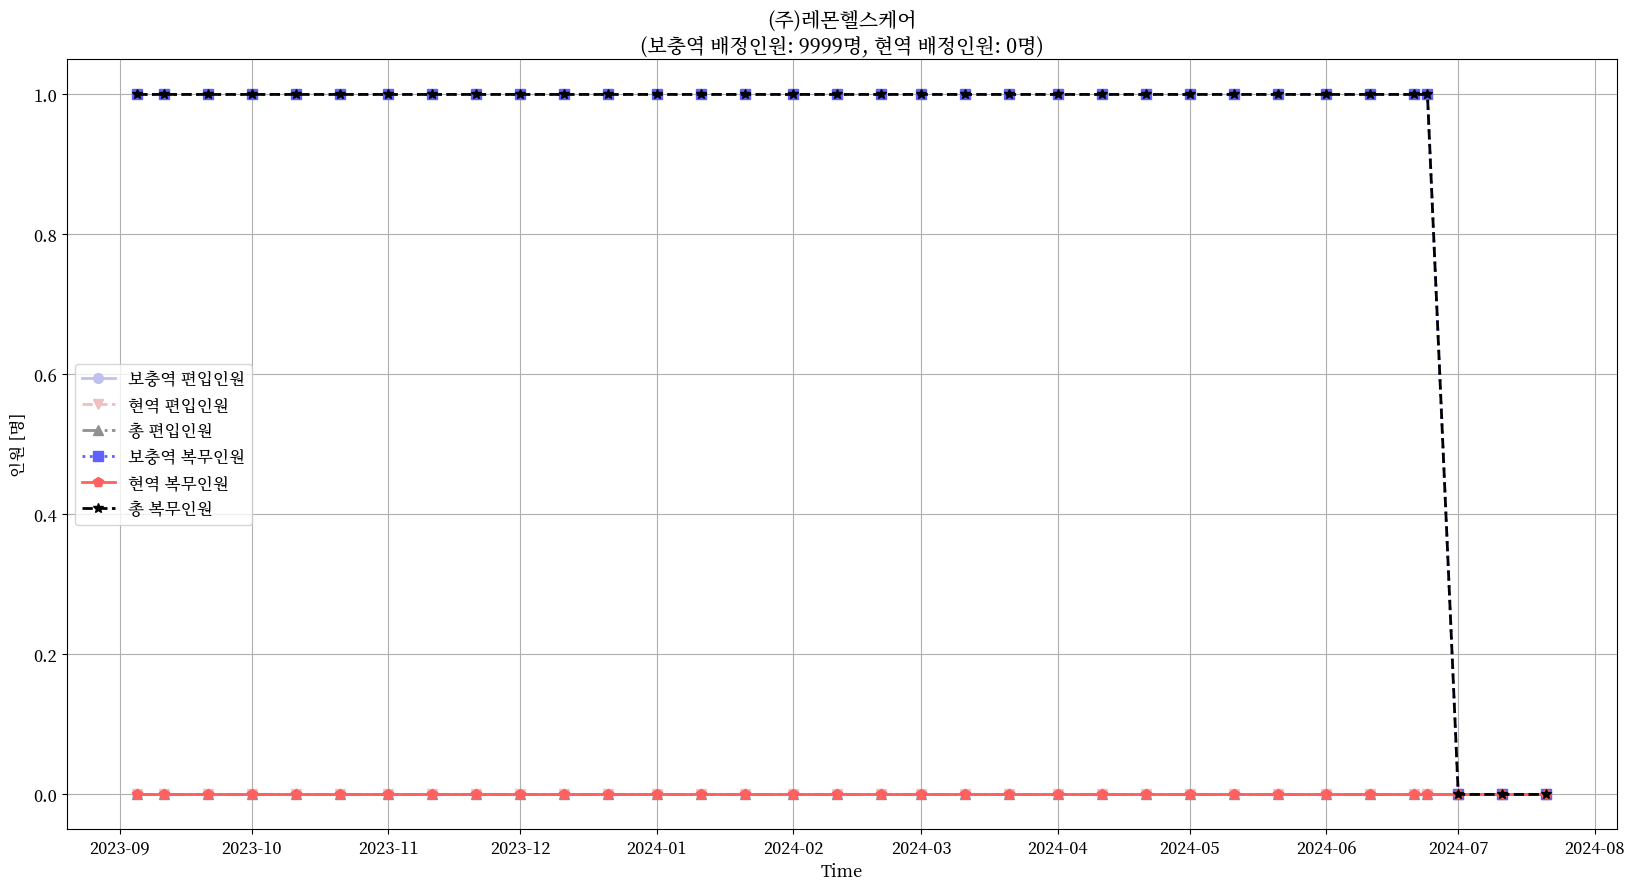 (주)레몬헬스케어
(보충역 배정인원: 9999명, 현역 배정인원: 0명)
인원 [명]
1.0
0.8
0.6
0.4
0.2
0.0
보충역 편입인원
현역 편입인원
총 편입인원
보충역 복무인원
현역 복무인원
총 복무인원
2023-09 2023-10 2023-11 2023-12 2024-01 2024-02 2024-03 2024-04 2024-05 2024-06 2024-07 2024-08
Time